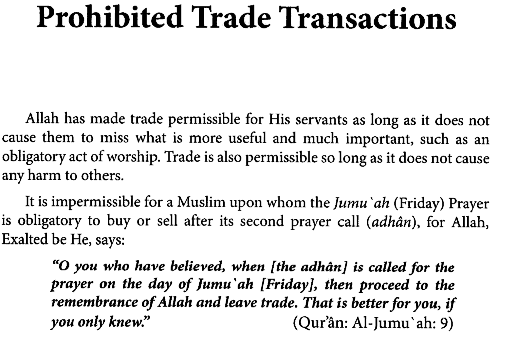 Prohibited Trade Transactions
Allah has made trade permissible for His servants as long as it does not
cause them to miss what is more useful and much important, such as an
obligatory act of worship. Trade is also permissible so long as it does not cause
any harm to others.
It is impermissible for a Muslim upon whom the Jumu`ah (Friday) Prayer
is obligatory to buy or sell after its second prayer call (adhân), for Allah,
Exalted be He, says:
“O you who have believed, when [the adhân] is called for the
prayer on the day of Jumu`ah [Friday], then proceed to the
remembrance of Allah and leave trade. That is better for you, if
you only knew.” (Qur’ân: Al-Jumu`ah: 9)